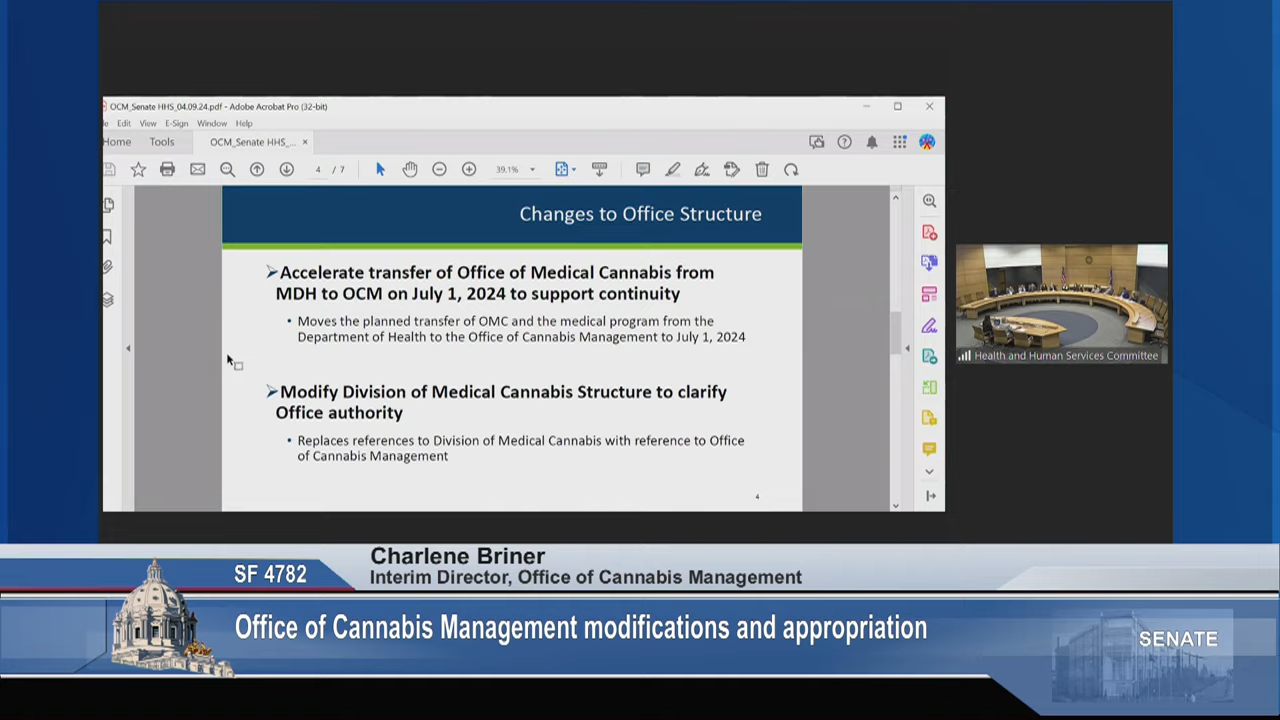 OCM_Senate HHS_04.09.24.pdf - Adobe Acrobat Pro (32-bit)
Edit View E-Sign Window Help
Home Tools OCM_Senate HHS_... ×
4 / 7 39.1%
Changes to Office Structure
➢Accelerate transfer of Office of Medical Cannabis from
MDH to OCM on July 1, 2024 to support continuity
• Moves the planned transfer of OMC and the medical program from the
Department of Health to the Office of Cannabis Management to July 1, 2024
➢Modify Division of Medical Cannabis Structure to clarify
Office authority
• Replaces references to Division of Medical Cannabis with reference to Office
of Cannabis Management
4
Health and Human Services Committee
Charlene Briner
SF 4782
Interim Director, Office of Cannabis Management
Office of Cannabis Management modifications and appropriation
SENATE